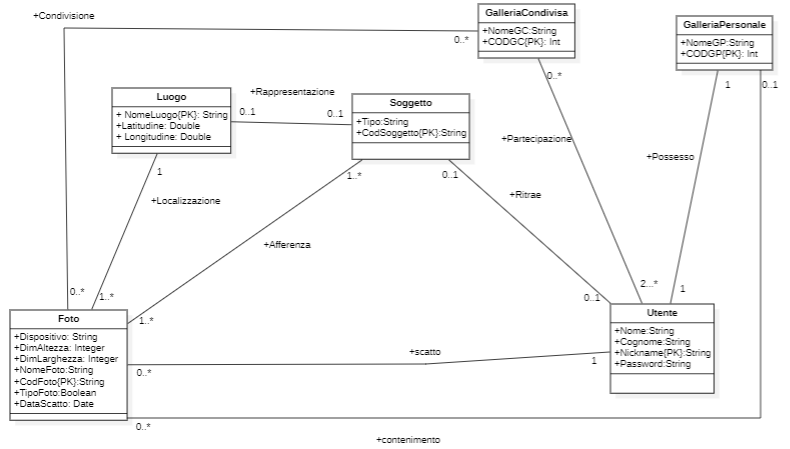 +Condivisione
GalleriaCondivisa
+NomeGC:String
+CODGC{PK}: Int
0..*
0..*
GalleriaPersonale
+NomeGP:String
+CODGP{PK}: Int
1
0..1
Luogo
+ NomeLuogo{PK}: String
+Latitudine: Double
+ Longitudine: Double
+Rappresentazione
0..1
0..1
Soggetto
+Tipo:String
+CodSoggetto{PK}:String
+Partecipazione
+Possesso
1
+Localizzazione
1..*
0..1
+Ritrae
+Afferenza
0..*
1..*
1..*
0..1
2...*
1
Foto
+Dispositivo: String
+DimAltezza: Integer
+DimLarghezza: Integer
+NomeFoto:String
+CodFoto{PK}:String
+TipoFoto:Boolean
+DataScatto: Date
Utente
+Nome:String
+Cognome:String
+Nickname{PK}:String
+Password:String
+scatto
0..*
1
0..*
+contenimento